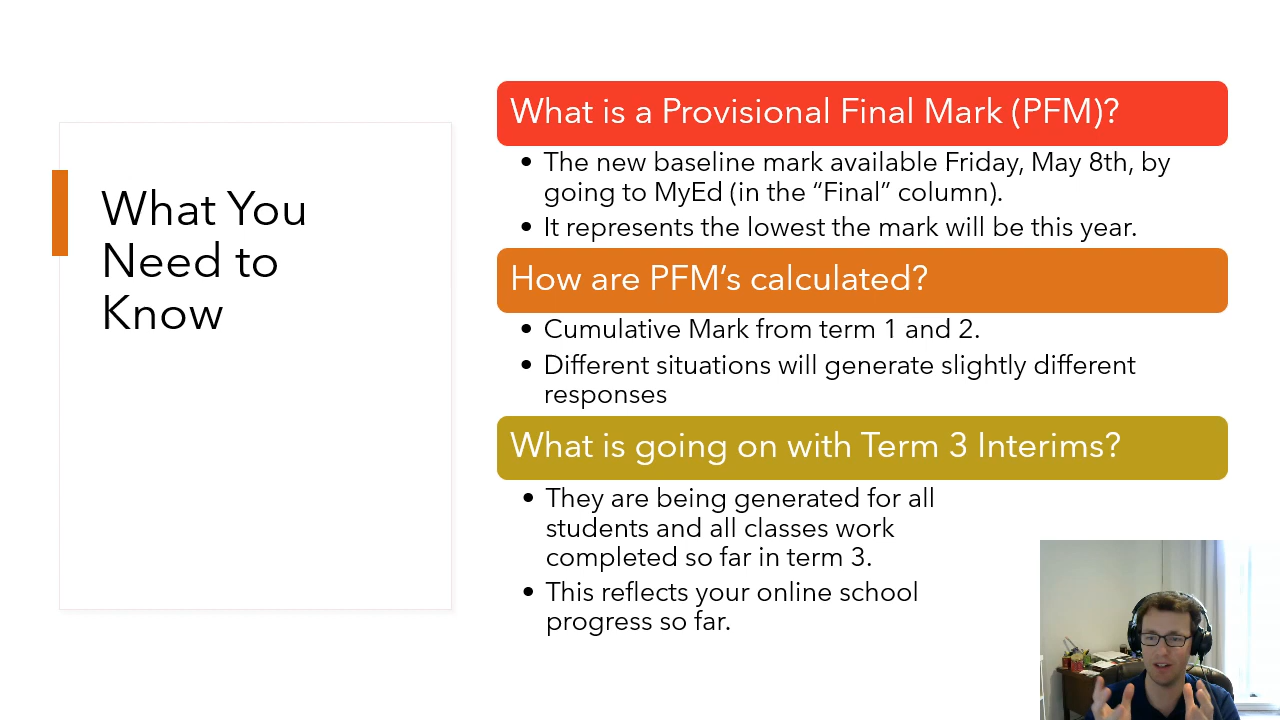 What You
Need to
Know
What is a Provisional Final Mark (PFM)?
• The new baseline mark available Friday, May 8th, by
going to MyEd (in the “Final” column).
• It represents the lowest the mark will be this year.
How are PFM’s calculated?
• Cumulative Mark from term 1 and 2.
• Different situations will generate slightly different
responses
What is going on with Term 3 Interims?
• They are being generated for all
students and all classes work
completed so far in term 3.
• This reflects your online school
progress so far.